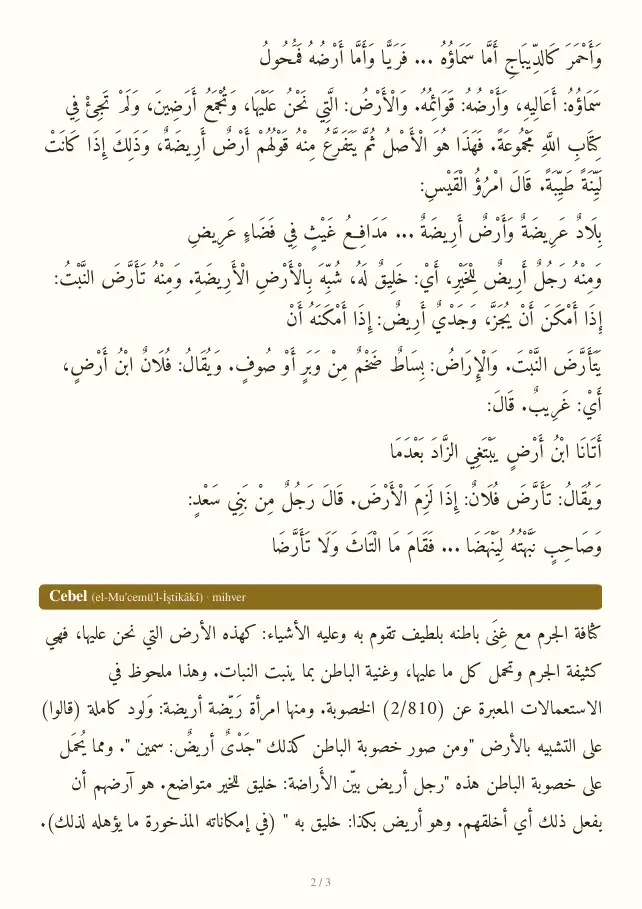 وَأَحْمَرَ كَالدِّيبَاجِ أَمَّا سَمَاؤُهُ ... فَرَيًّا وَأَمَّا أَرْضُهُ فَمُحُولُ
سَمَاؤُهُ: أَعَالِيهِ، وَأَرْضُهُ: قَوَائِمُهُ. وَالْأَرْضُ: الَّتِي نَحْنُ عَلَيْهَا، وَتُجْمَعُ أَرَضِينَ، وَلَمْ تَجِئْ فِي
كِتَابِ اللَّهِ مَجْمُوعَةً. فَهَذَا هُوَ الْأَصْلُ ثُمَّ يَتَفَرَّعُ مِنْهُ قَوْلُهُمْ أَرْضٌ أَرِيضَةٌ، وَذَلِكَ إِذَا كَانَتْ
لَيِّنَةً طَيِّبَةً. قَالَ امْرُؤُ الْقَيْسِ:
بِلَادٌ عَرِيضَةٌ وَأَرْضٌ أَرِيضَةٌ ... مَدَافِعُ غَيْثٍ فِي فَضَاءٍ عَرِيضِ
وَمِنْهُ رَجُلٌ أَرِيضٌ لِلْخَيْرِ، أَيْ: خَلِيقٌ لَهُ، شُبِّهَ بِالْأَرْضِ الْأَرِيضَةِ. وَمِنْهُ تَأَرَّضَ النَّبْتُ:
إِذَا أَمْكَنَ أَنْ يُجَزَّ، وَجَدْيٌ أَرِيضٌ: إِذَا أَمْكَنَهُ أَنْ
يَتَأَرَّضَ النَّبْتَ. وَالْإِرَاضُ: بِسَاطٌ ضَخْمٌ مِنْ وَبَرٍ أَوْ صُوفٍ. وَيُقَالُ: فُلَانٌ ابْنُ أَرْضٍ،
أَيْ: غَرِيبٌ. قَالَ:
أَتَانَا ابْنُ أَرْضٍ يَبْتَغِي الزَّادَ بَعْدَمَا
وَيُقَالُ: تَأَرَّضَ فُلَانٌ: إِذَا لَزِمَ الْأَرْضَ. قَالَ رَجُلٌ مِنْ بَنِي سَعْدٍ:
وَصَاحِبٍ نَبَّهْتُهُ لِيَنْهَضَا ... فَقَامَ مَا الْتَاثَ وَلَا تَأَرَّضَا
Cebel (el-Mu'cemü'l-İştikâkî) · mihver
كثافة الجرم مع غِنَى باطنه بلطيف تقوم به وعليه الأشياء: كهذه الأرض التي نحن عليها، فهي
كثيفة الجرم وتحمل كل ما عليها، وغنية الباطن بما ينبت النبات. وهذا ملحوظ في
الاستعمالات المعبرة عن (2/810) الخصوبة. ومنها امرأة رَيّضة أريضة: وَلود كاملة (قالوا)
على التشبيه بالأرض "ومن صور خصوبة الباطن كذلك "جَدْىٌ أريضٌ: سمين ". ومما يُحمَل
على خصوبة الباطن هذه "رجل أريض بيّن الأَراضة: خليق للخير متواضع. هو آرضهم أن
يفعل ذلك أي أخلقهم. وهو أريض بكذا: خليق به " (في إمكاناته المذخورة ما يؤهله لذلك).
2 / 3